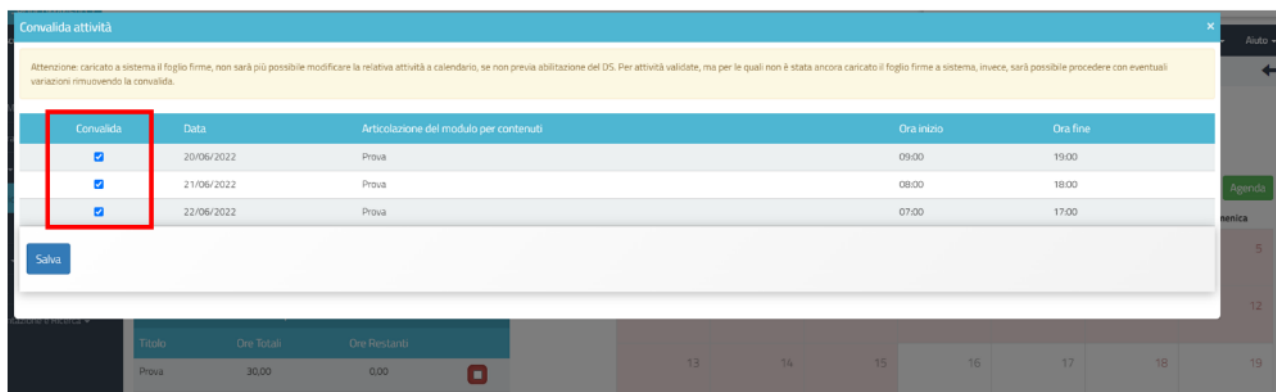 Convalida attività ×
Aiuto
Attenzione: caricato a sistema il foglio firme, non sarà più possibile modificare la relativa attività a calendario, se non previa abilitazione del DS. Per attività validate, ma per le quali non è stata ancora caricato il foglio firme a sistema, invece, sarà possibile procedere con eventuali
variazioni rimuovendo la convalida.
Convalida Data Articolazione del modulo per contenuti Ora inizio Ora fine
20/06/2022 Prova 09:00 19:00
21/06/2022 Prova 08:00 18:00
Agenda
22/06/2022 Prova 07:00 17:00
menica
Salva
5
12
Titolo Ore Totali Ore Restanti
13 14 15 16 17 18 19
Prova 30,00 0,00